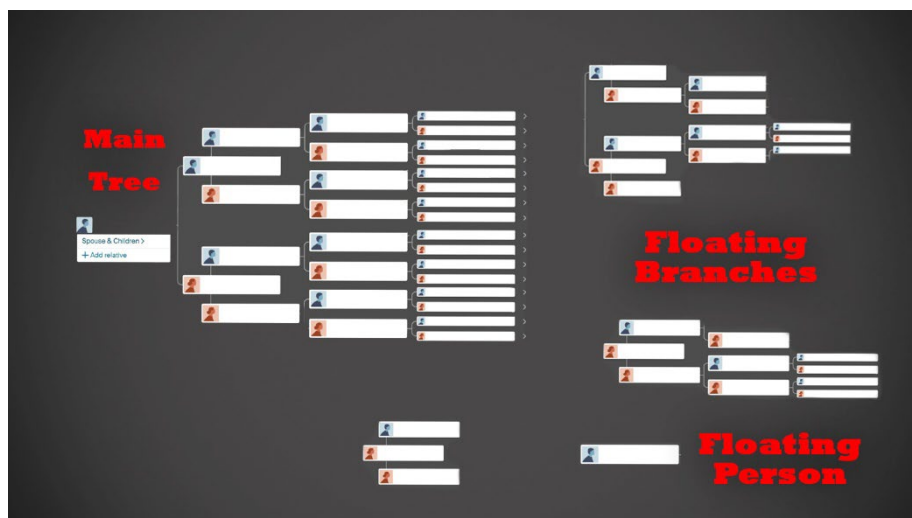 Main
Tree
Spouse & Children >
+ Add relative
Floating
Branches
Floating
Person